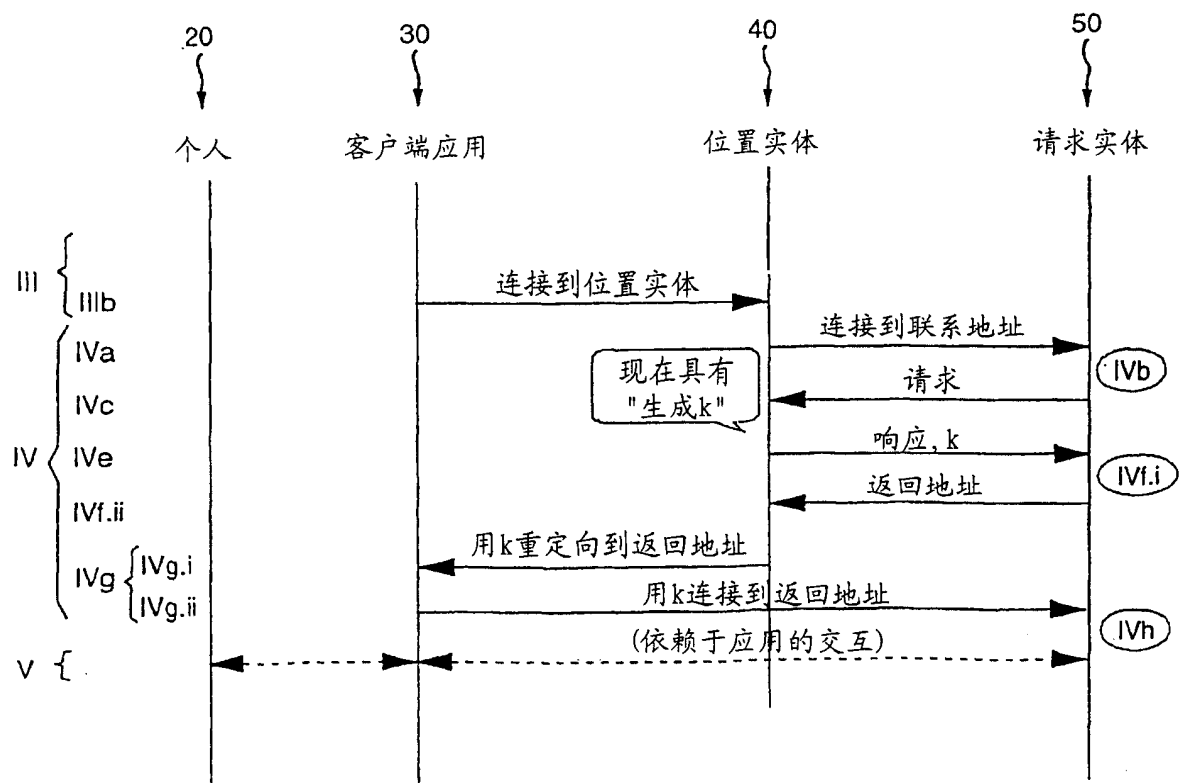 20 30 40 50
个人 客户端应用 位置实体 请求实体
III
IIIb 连接到位置实体
IVa 连接到联系地址
IVb
现在具有
"生成k"
IVc 请求
IV IVe 响应, k
IVf.i
IVf.ii 返回地址
IVg IVg.i 用k重定向到返回地址
IVg.ii 用k连接到返回地址
IVh
(依赖于应用的交互)
V